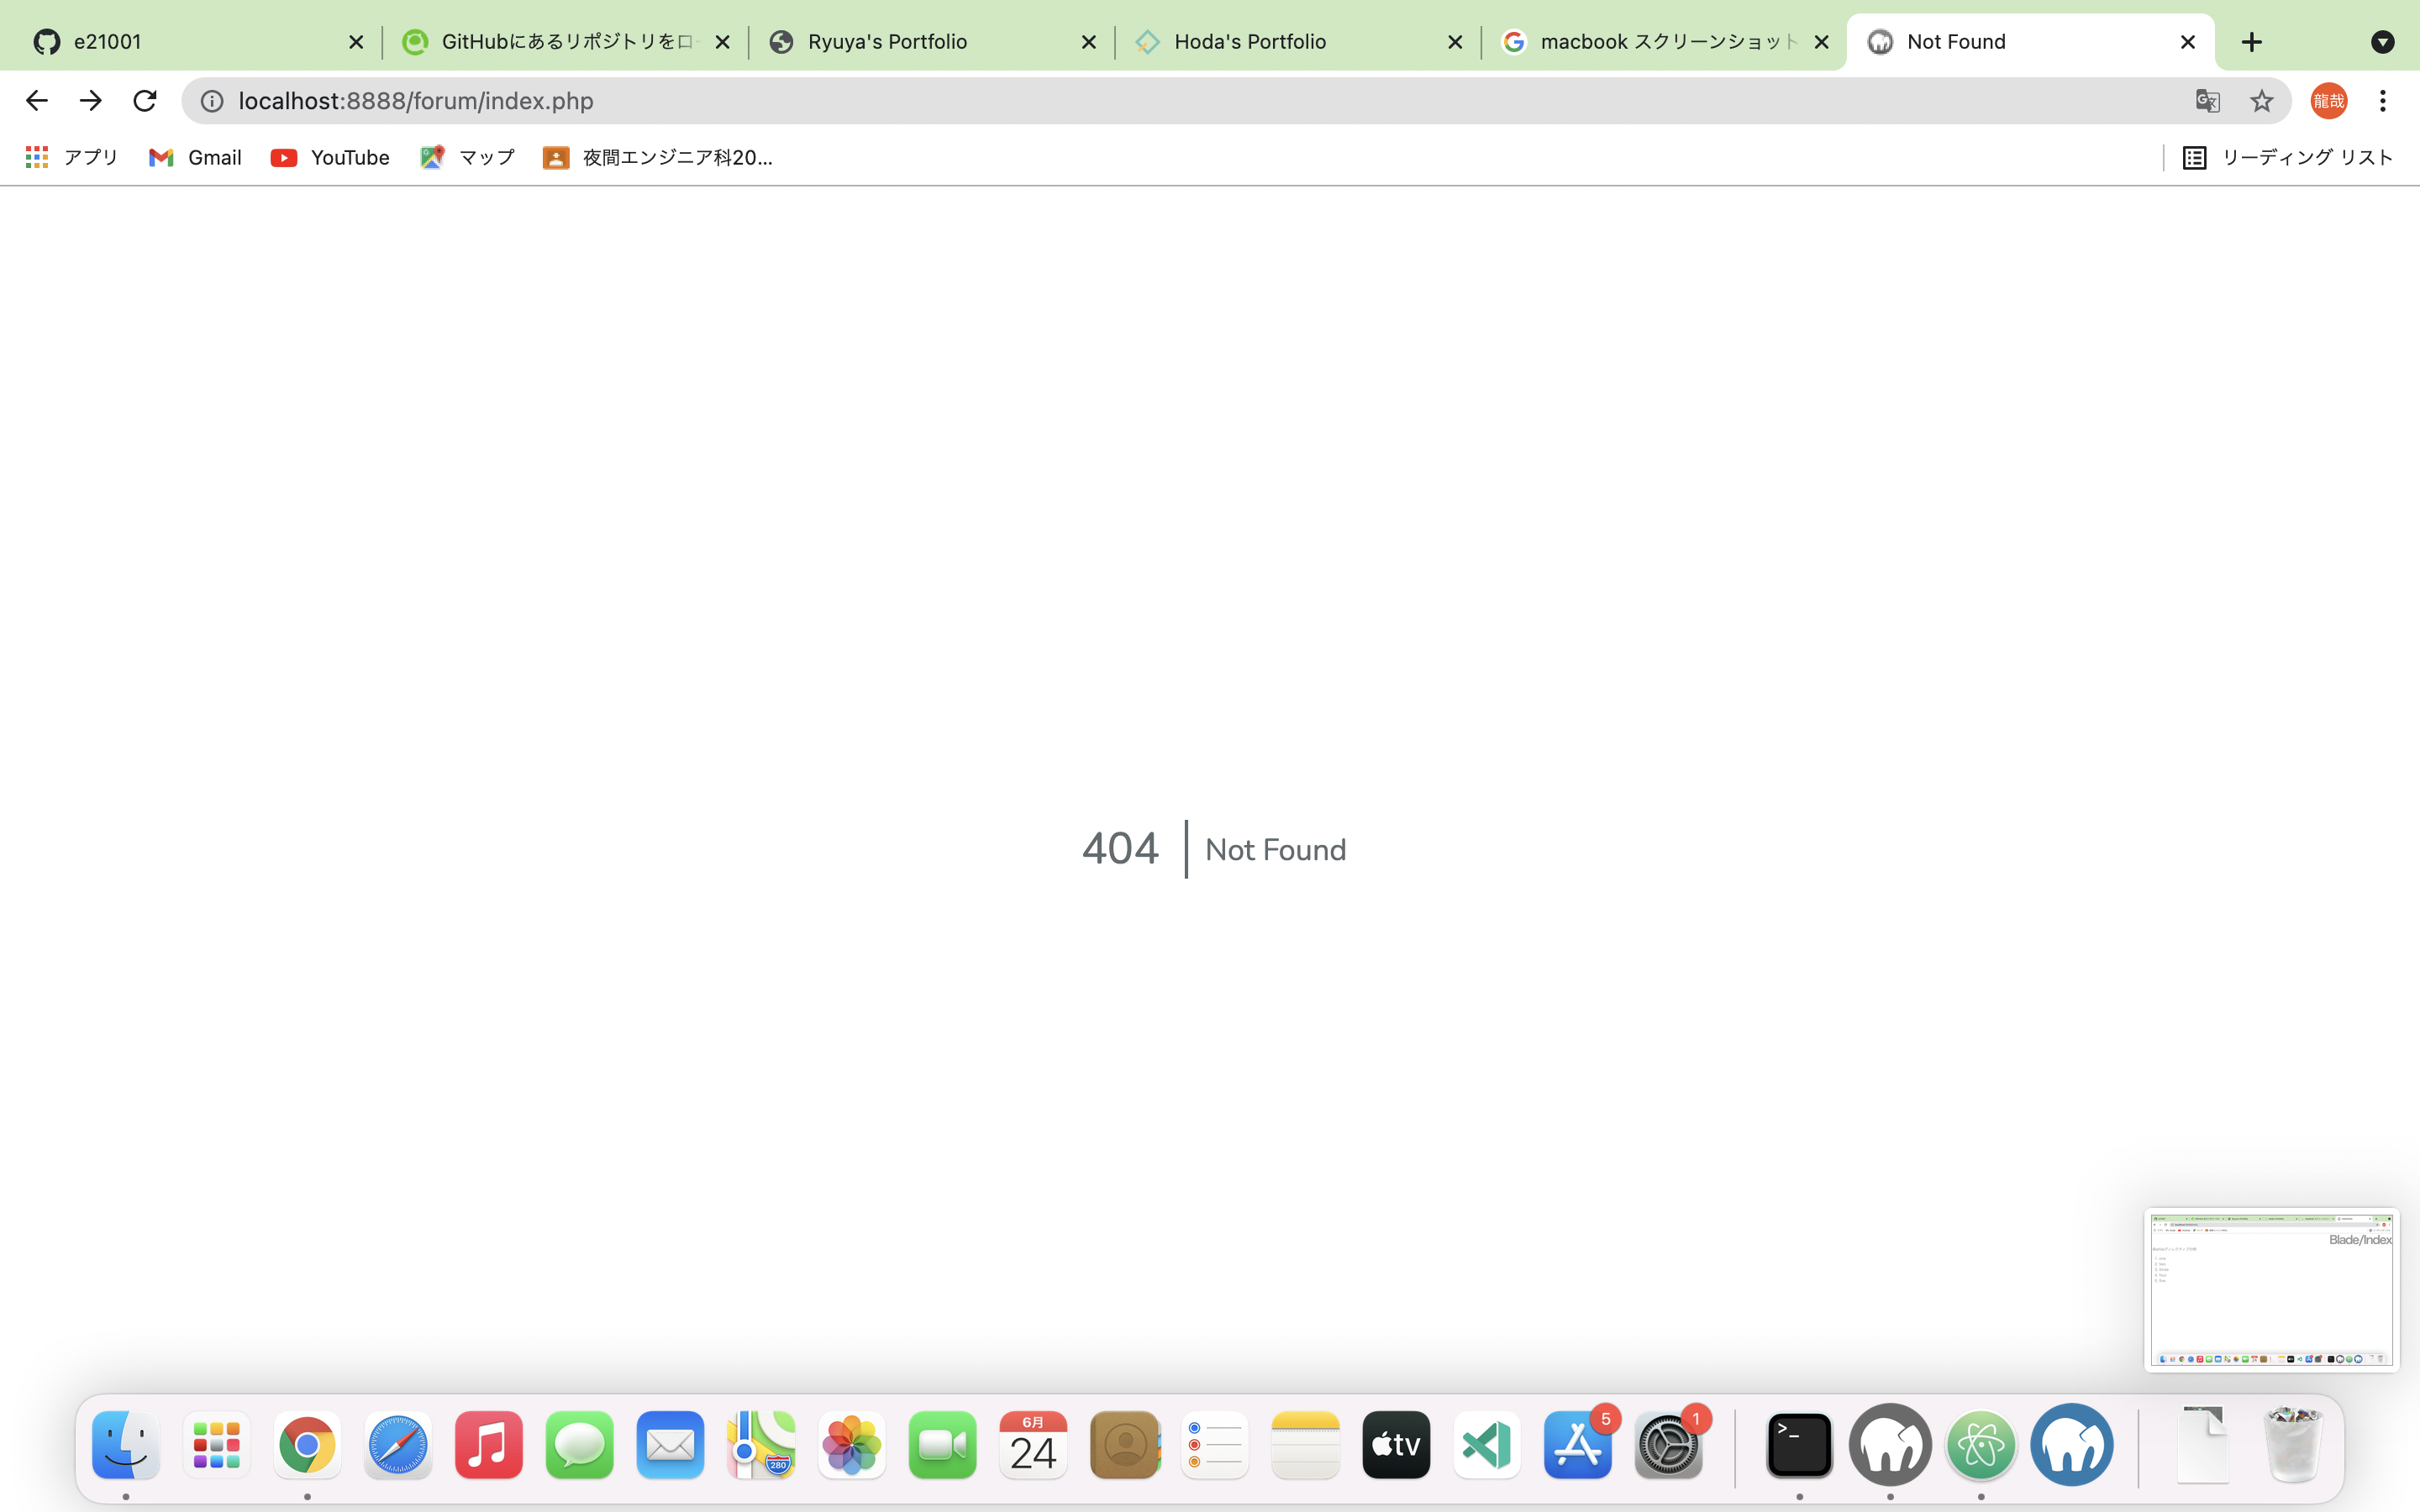 e21001
GitHubにあるリポジトリをロ
Ryuya's Portfolio
Hoda's Portfolio
macbook スクリーンショット
Not Found
localhost:8888/forum/index.php
龍哉
アプリ
Gmail
YouTube
マップ
夜間エンジニア科20...
リーディング リスト
404
Not Found
Blade/Index
6月
24
280
tv
5
1
>_